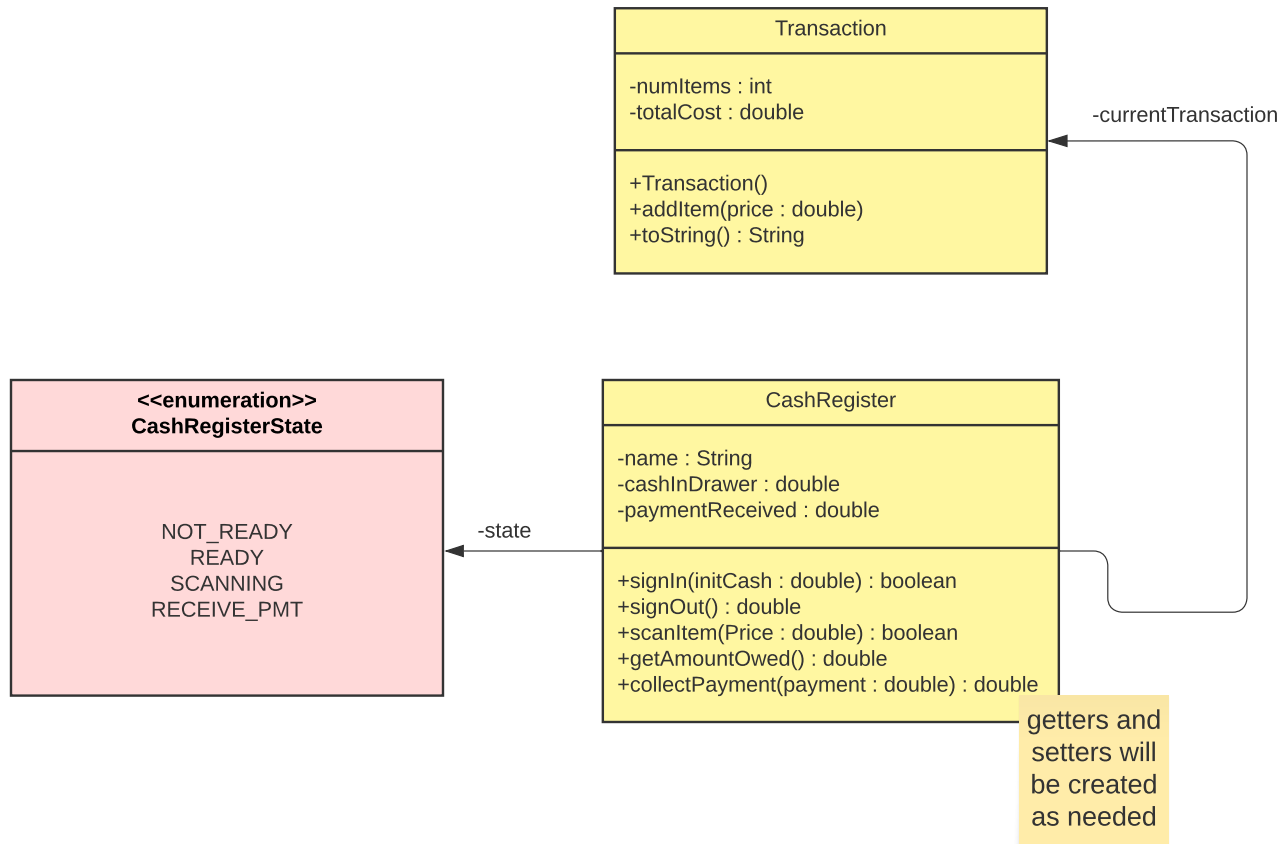 Transaction
-numItems : int
-totalCost : double
+Transaction()
+addItem(price : double)
+toString() : String
-currentTransaction
<<enumeration>>
CashRegisterState
NOT_READY
READY
SCANNING
RECEIVE_PMT
-state
CashRegister
-name : String
-cashInDrawer : double
-paymentReceived : double
+signIn(initCash : double) : boolean
+signOut() : double
+scanItem(Price : double) : boolean
+getAmountOwed() : double
+collectPayment(payment : double) : double
getters and
setters will
be created
as needed